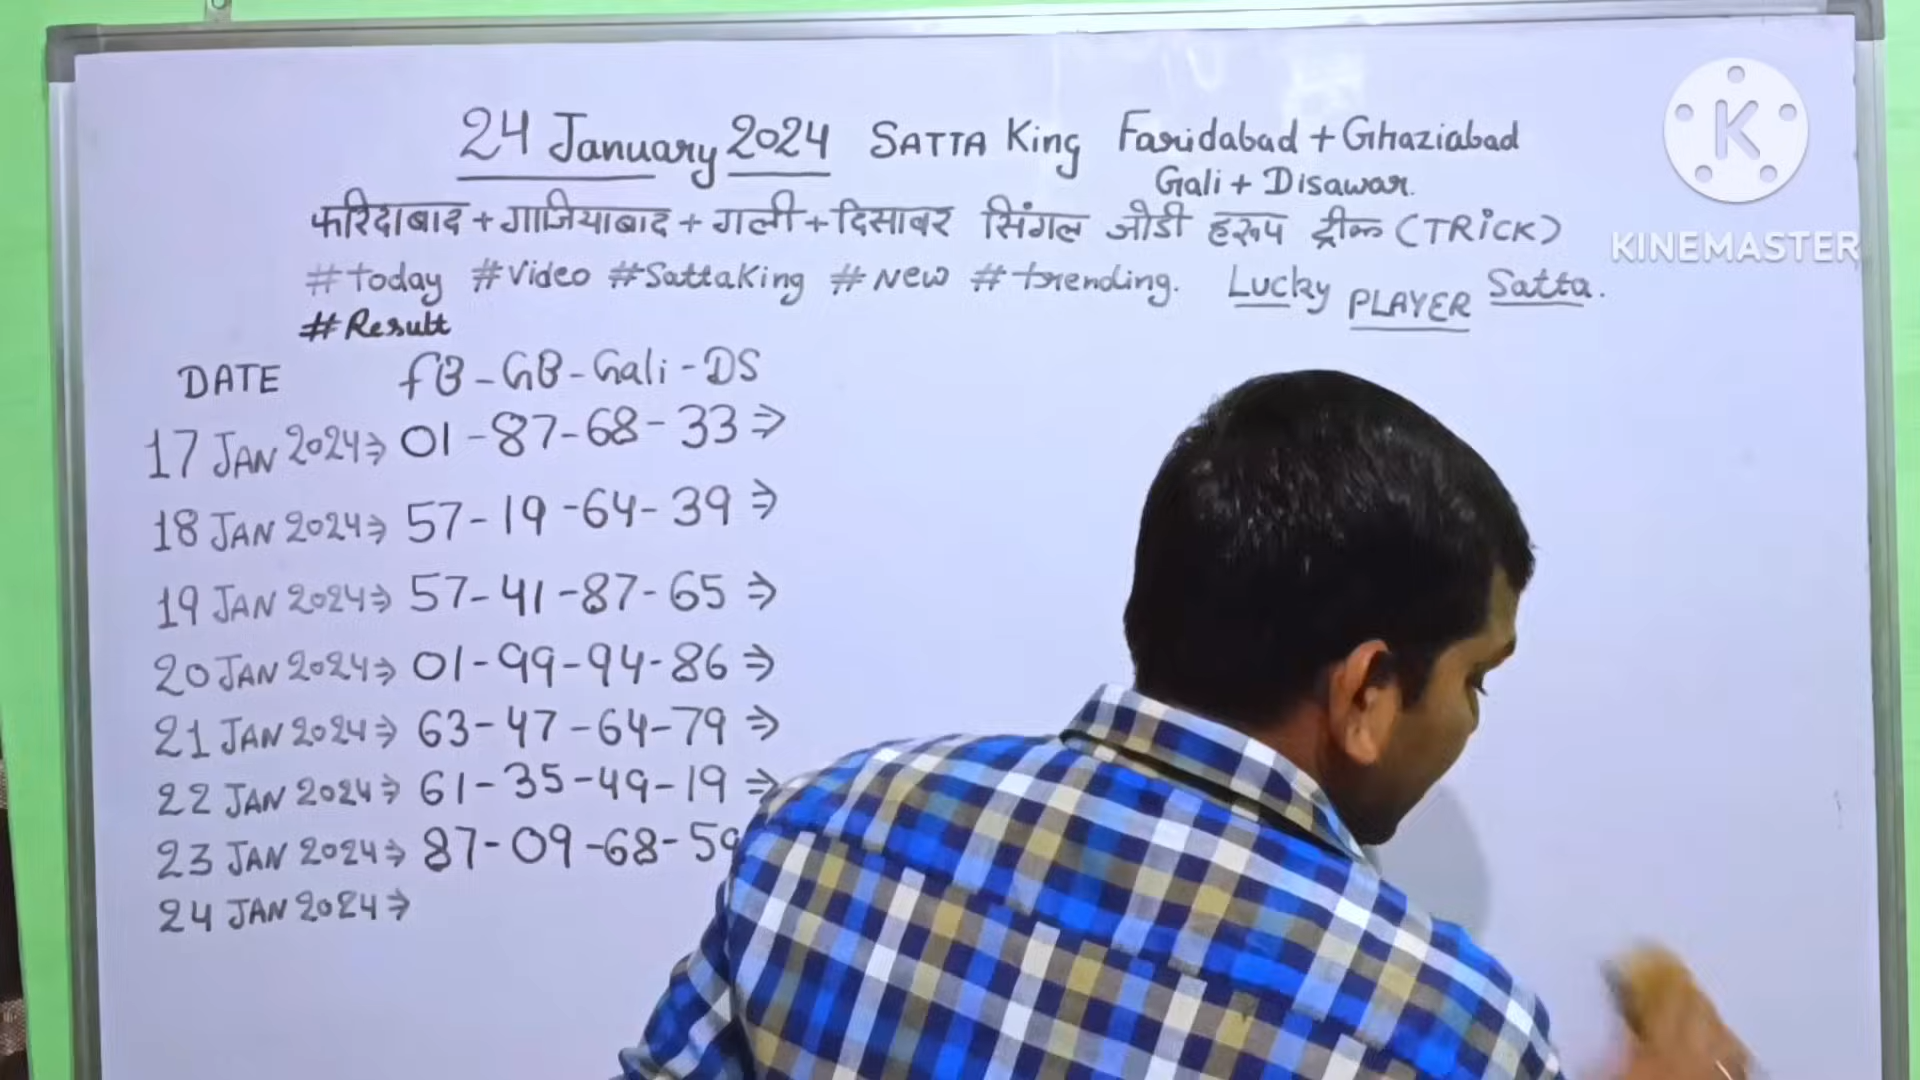 24 January 2024 SATTA King Faridabad + Ghaziabad
Gali + Disawar.
फरिदाबाद + गाजियाबाद + गली + दिसाबर सिंगल जोडी हरूप ट्रीक (TRiCK)
#Today #Video #SattaKing #New #trending. Lucky PLAYER Satta.
#Result
K
KINEMASTER
DATE FB - GB - Gali - DS
17 JAN 2024⇒ 01-87-68-33⇒
18 JAN 2024⇒ 57-19-64-39⇒
19 JAN 2024⇒ 57-41-87-65⇒
20 JAN 2024⇒ 01-99-94-86⇒
21 JAN 2024⇒ 63-47-64-79⇒
22 JAN 2024⇒ 61-35-49-19⇒
23 JAN 2024⇒ 87-09-68-59
24 JAN 2024⇒